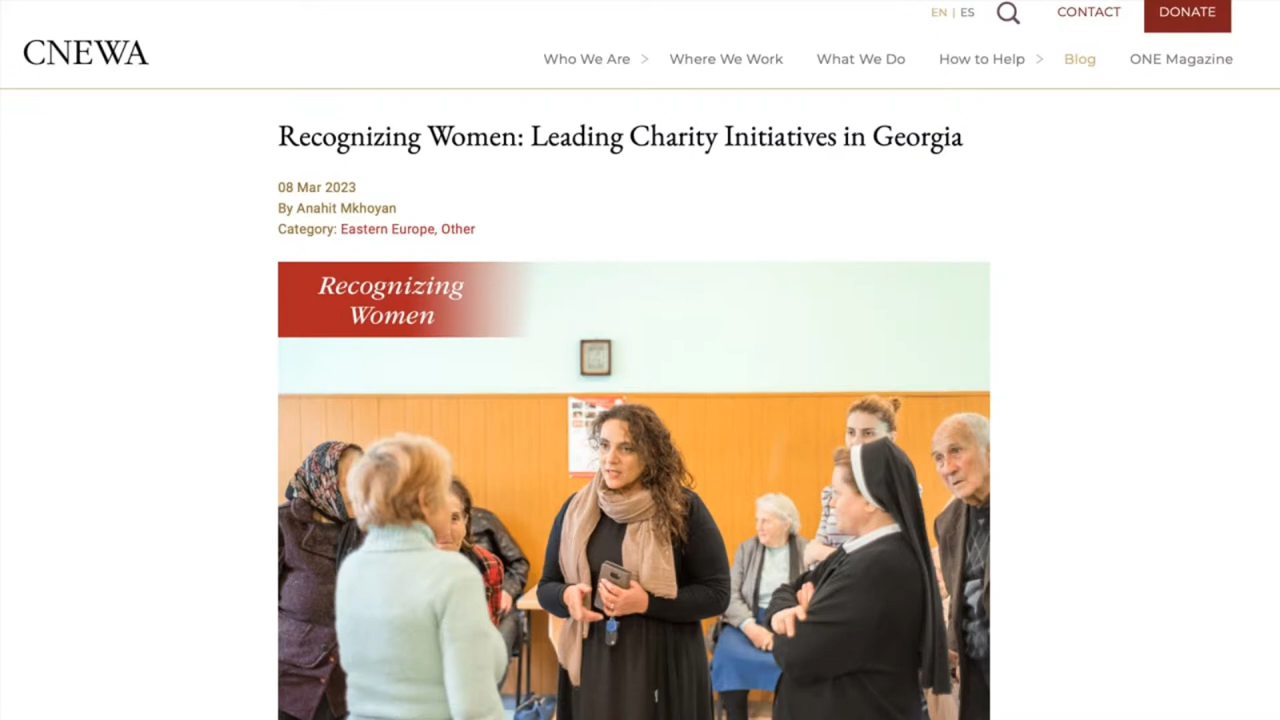 EN | ES
CONTACT
DONATE
CNEWA
Who We Are
Where We Work
What We Do
How to Help
Blog
ONE Magazine
Recognizing Women: Leading Charity Initiatives in Georgia
08 Mar 2023
By Anahit Mkhoyan
Category: Eastern Europe, Other
Recognizing
Women